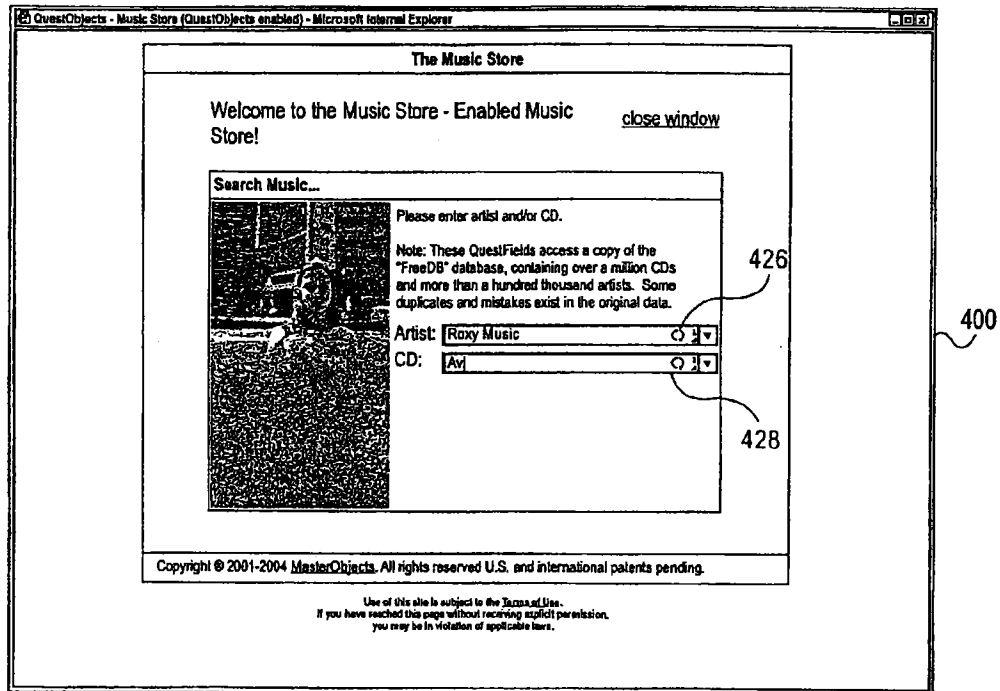 QuestObjects - Music Store (QuestObjects enabled) - Microsoft Internet Explorer
The Music Store
Welcome to the Music Store - Enabled Music
Store!
close window
Search Music...
Please enter artist and/or CD.
Note: These QuestFields access a copy of the
"FreeDB" database, containing over a million CDs
and more than a hundred thousand artists. Some
duplicates and mistakes exist in the original data.
426
Artist: Roxy Music
400
CD: Av
428
Copyright © 2001-2004 MasterObjects. All rights reserved U.S. and international patents pending.
Use of this site is subject to the Terms of Use.
If you have reached this page without receiving explicit permission,
you may be in violation of applicable laws.